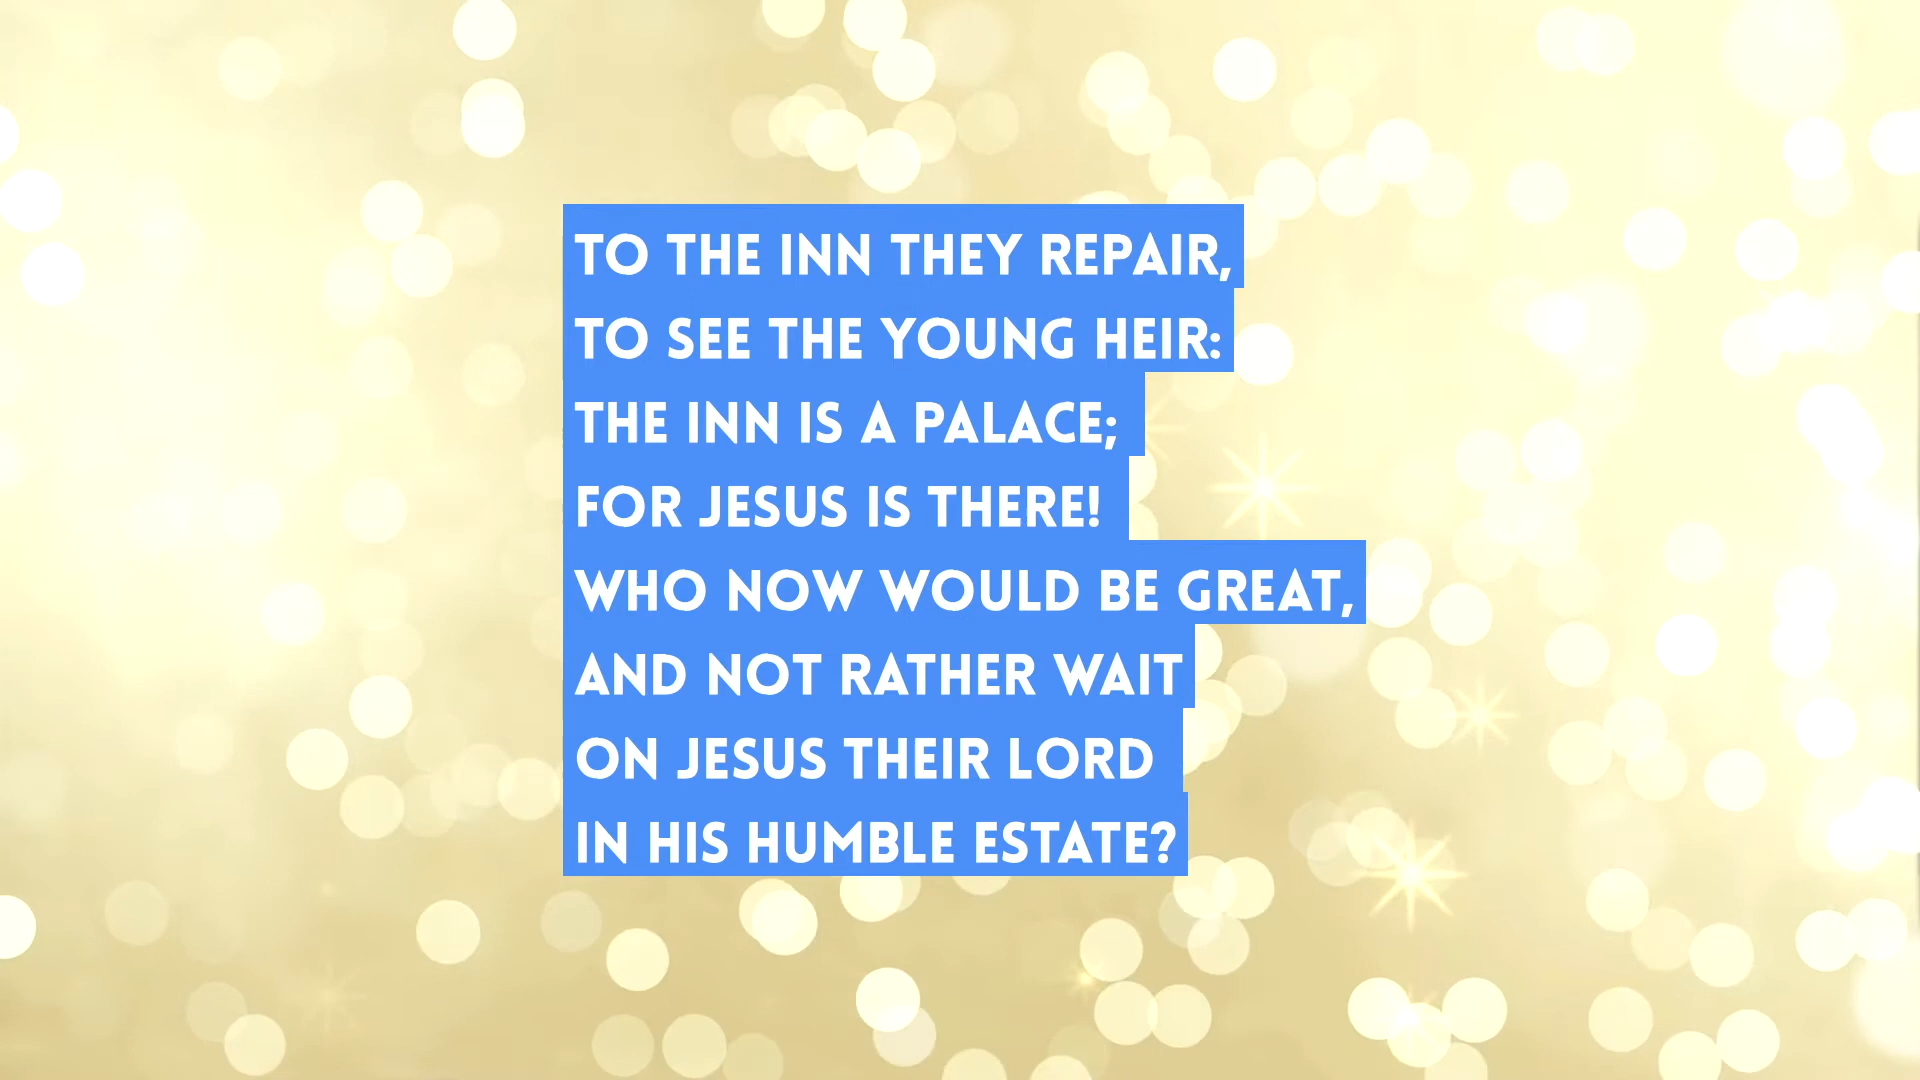 TO THE INN THEY REPAIR,
TO SEE THE YOUNG HEIR:
THE INN IS A PALACE;
FOR JESUS IS THERE!
WHO NOW WOULD BE GREAT,
AND NOT RATHER WAIT
ON JESUS THEIR LORD
IN HIS HUMBLE ESTATE?